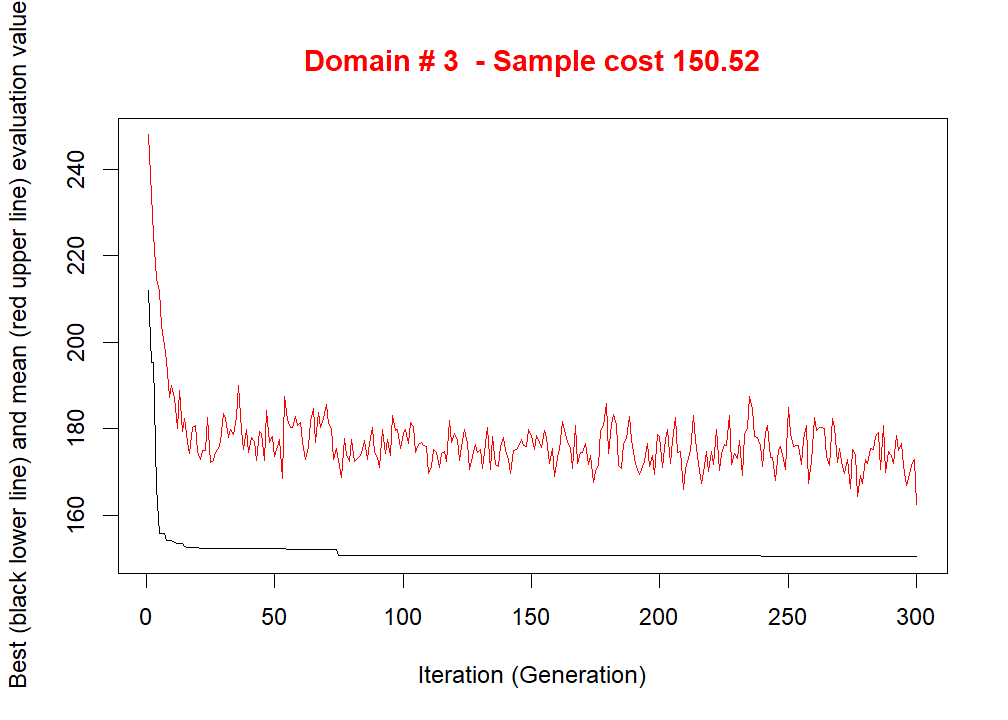 Domain # 3  - Sample cost 150.52
Best (black lower line) and mean (red upper line) evaluation value
240
220
200
180
160
0 50 100 150 200 250 300
Iteration (Generation)